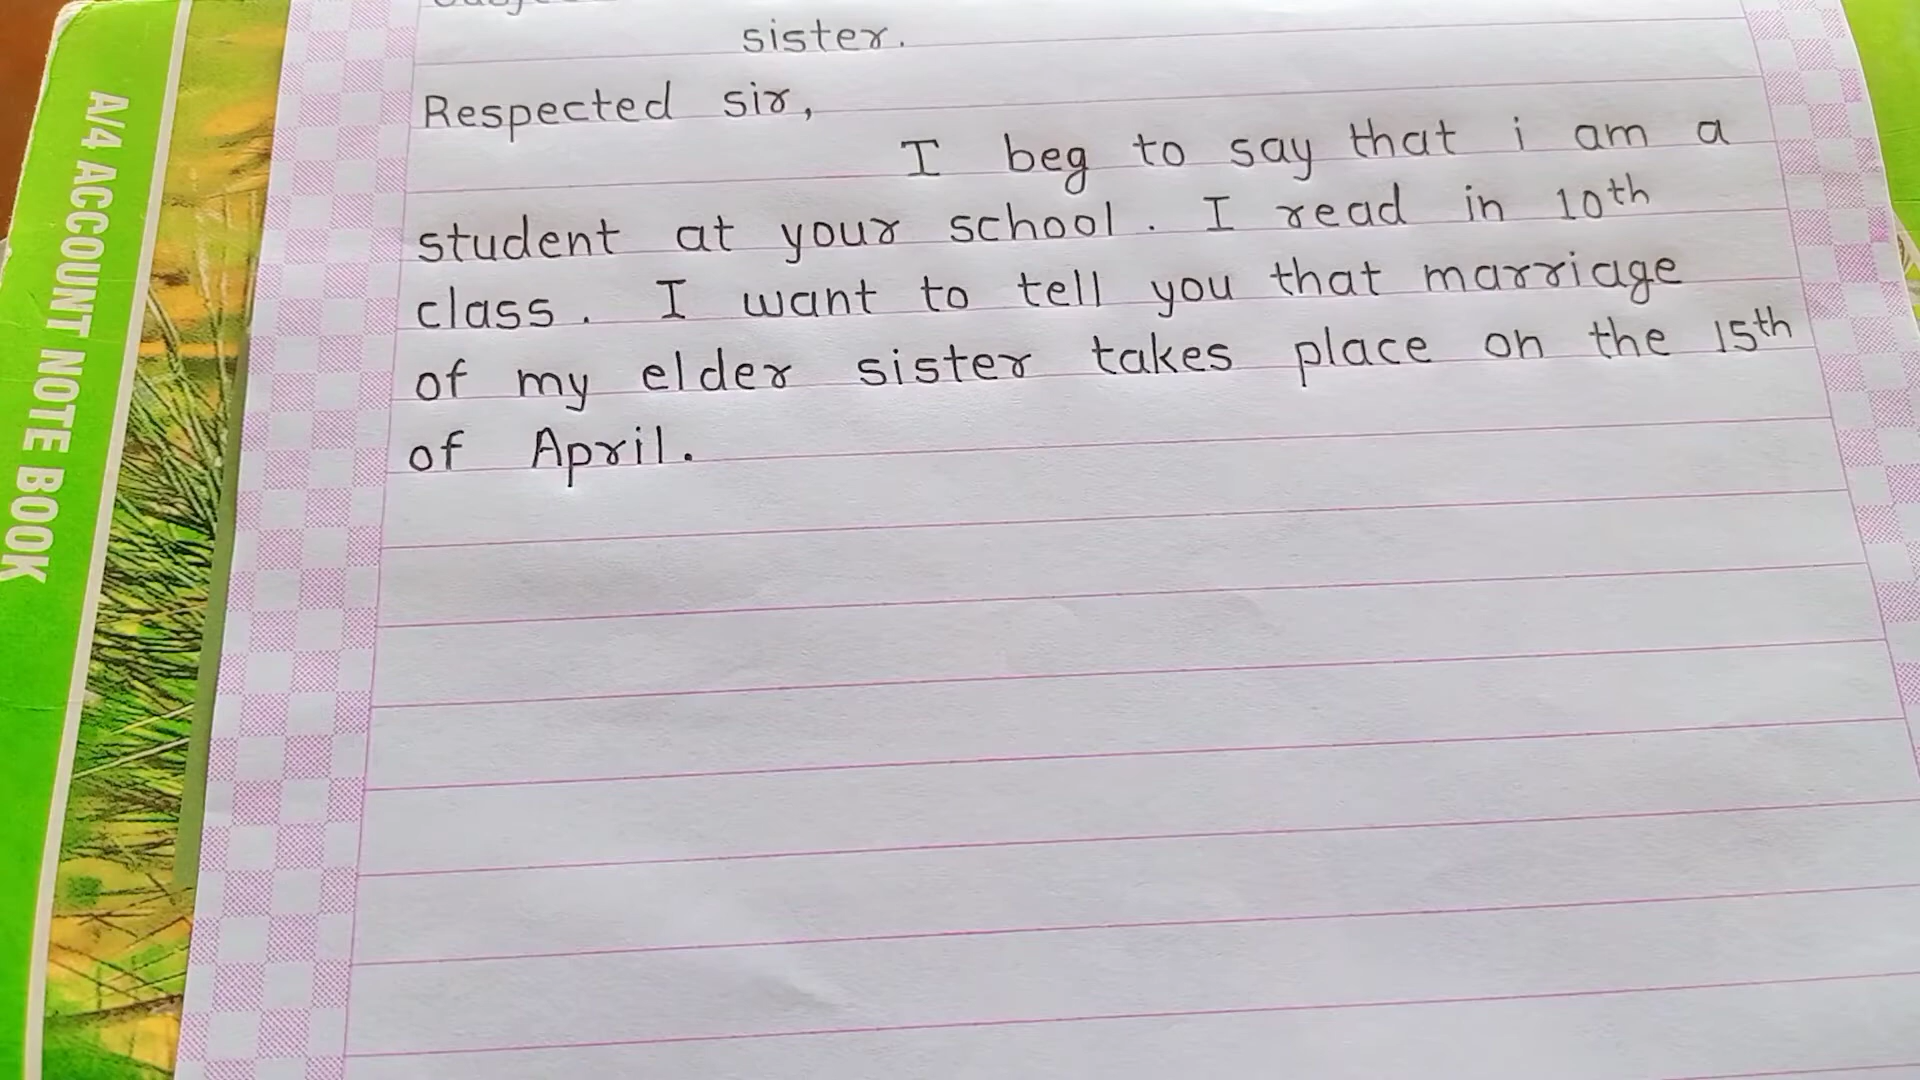 sister.
Respected sir,
I beg to say that i am a
student at your school. I read in 10th
class. I want to tell you that marriage
of my elder sister takes place on the 15th
of April.
A/4 ACCOUNT NOTE BOOK